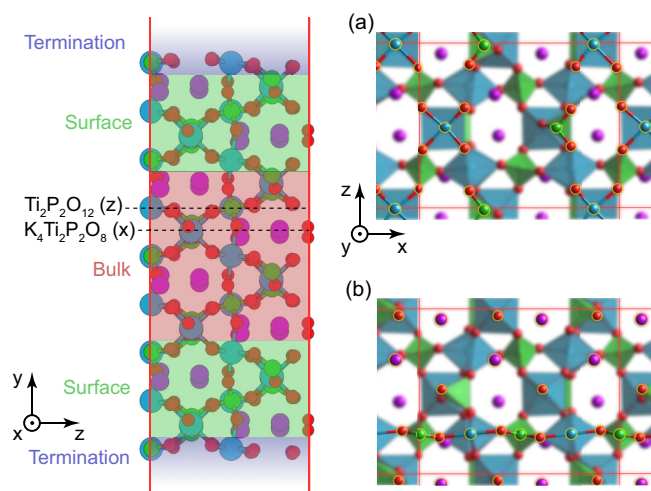 Termination
Surface
Ti₂P₂O₁₂ (z)
K₄Ti₂P₂O₈ (x)
Bulk
Surface
Termination
y
x
z
(a)
z
y
x
(b)